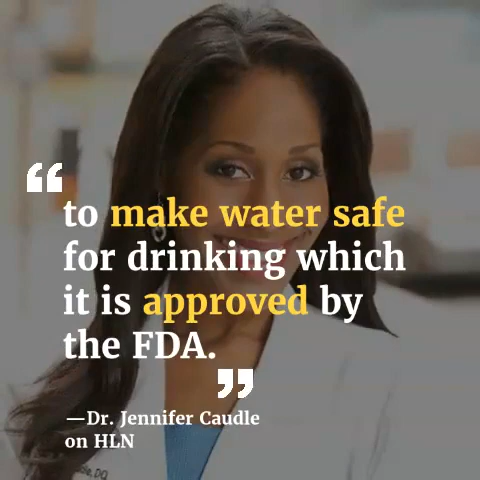 “
to make water safe
for drinking which
it is approved by
the FDA.
”
—Dr. Jennifer Caudle
on HLN